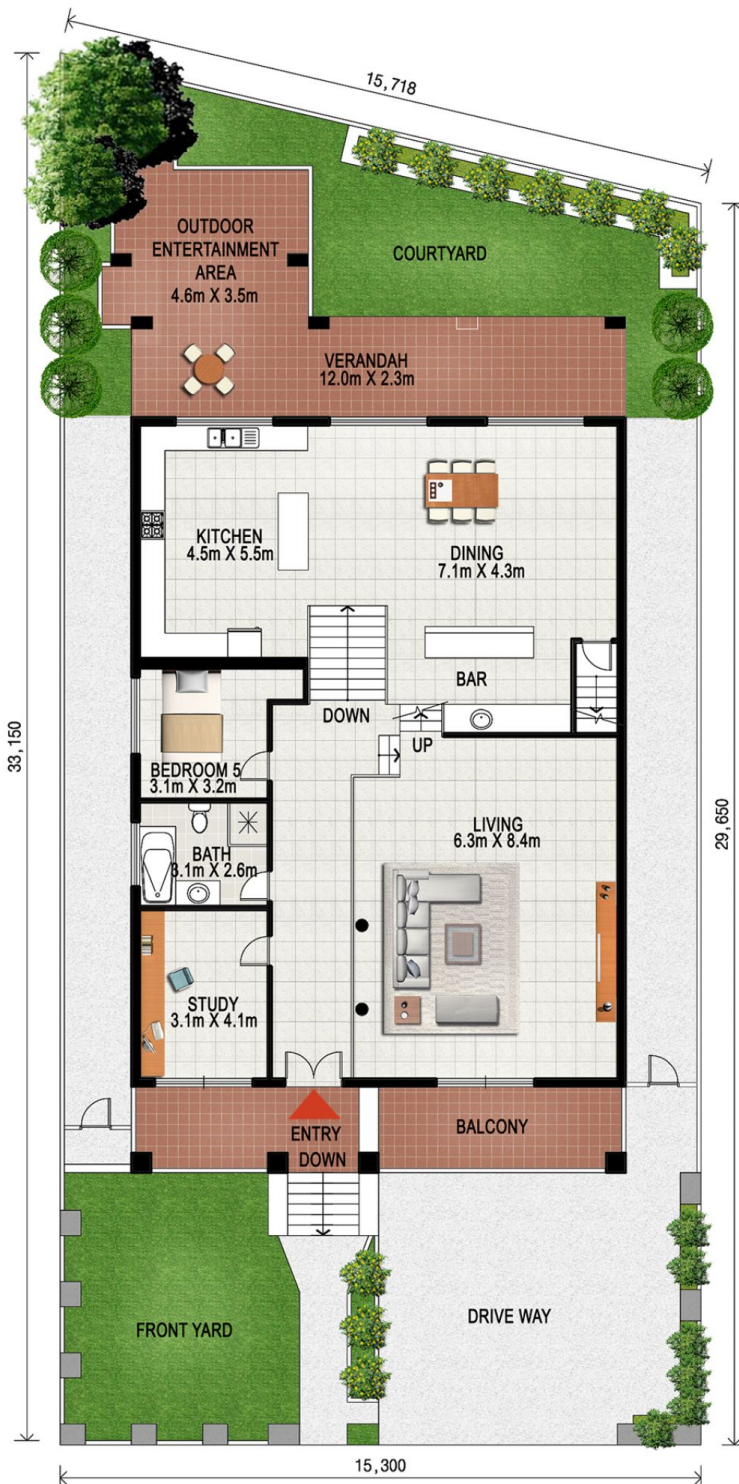 15,718
OUTDOOR
ENTERTAINMENT
AREA
4.6m X 3.5m
COURTYARD
VERANDAH
12.0m X 2.3m
KITCHEN
4.5m X 5.5m
DINING
7.1m X 4.3m
BAR
DOWN
UP
BEDROOM 5
3.1m X 3.2m
33,150
LIVING
6.3m X 8.4m
29,650
BATH
3.1m X 2.6m
STUDY
3.1m X 4.1m
ENTRY
DOWN
BALCONY
FRONT YARD
DRIVE WAY
15,300